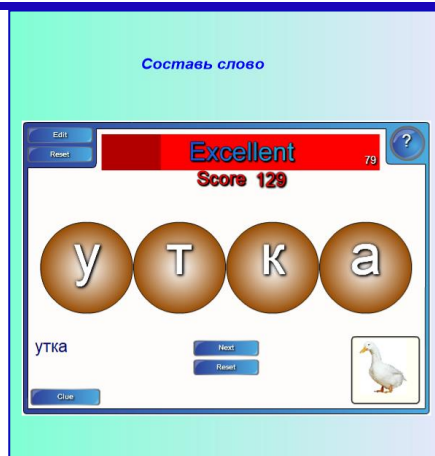 Составь слово
Edit
Reset
Excellent
79
?
Score 129
у т к а
утка
Next
Reset
Clue